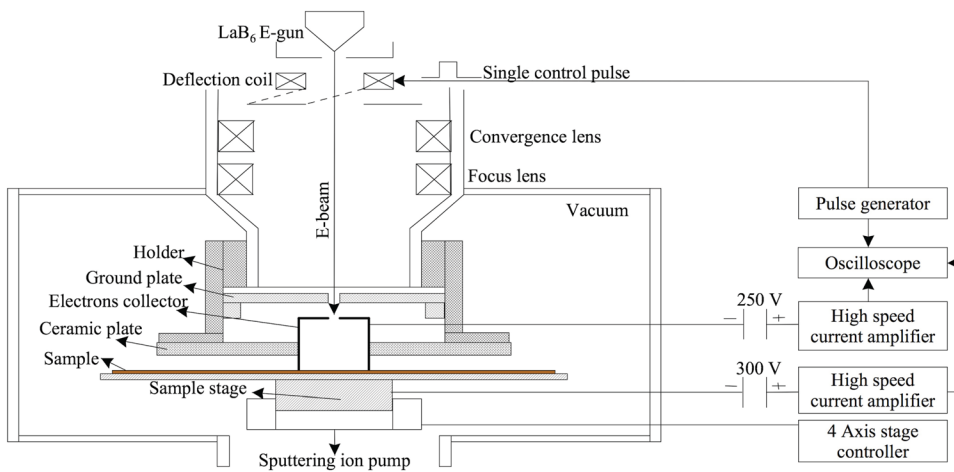 LaB6 E-gun
Deflection coil
Single control pulse
Convergence lens
Focus lens
E-beam
Vacuum
Pulse generator
Holder
Oscilloscope
Ground plate
Electrons collector
250 V
− +
High speed
current amplifier
Ceramic plate
Sample
300 V
− +
Sample stage
High speed
current amplifier
4 Axis stage
controller
Sputtering ion pump